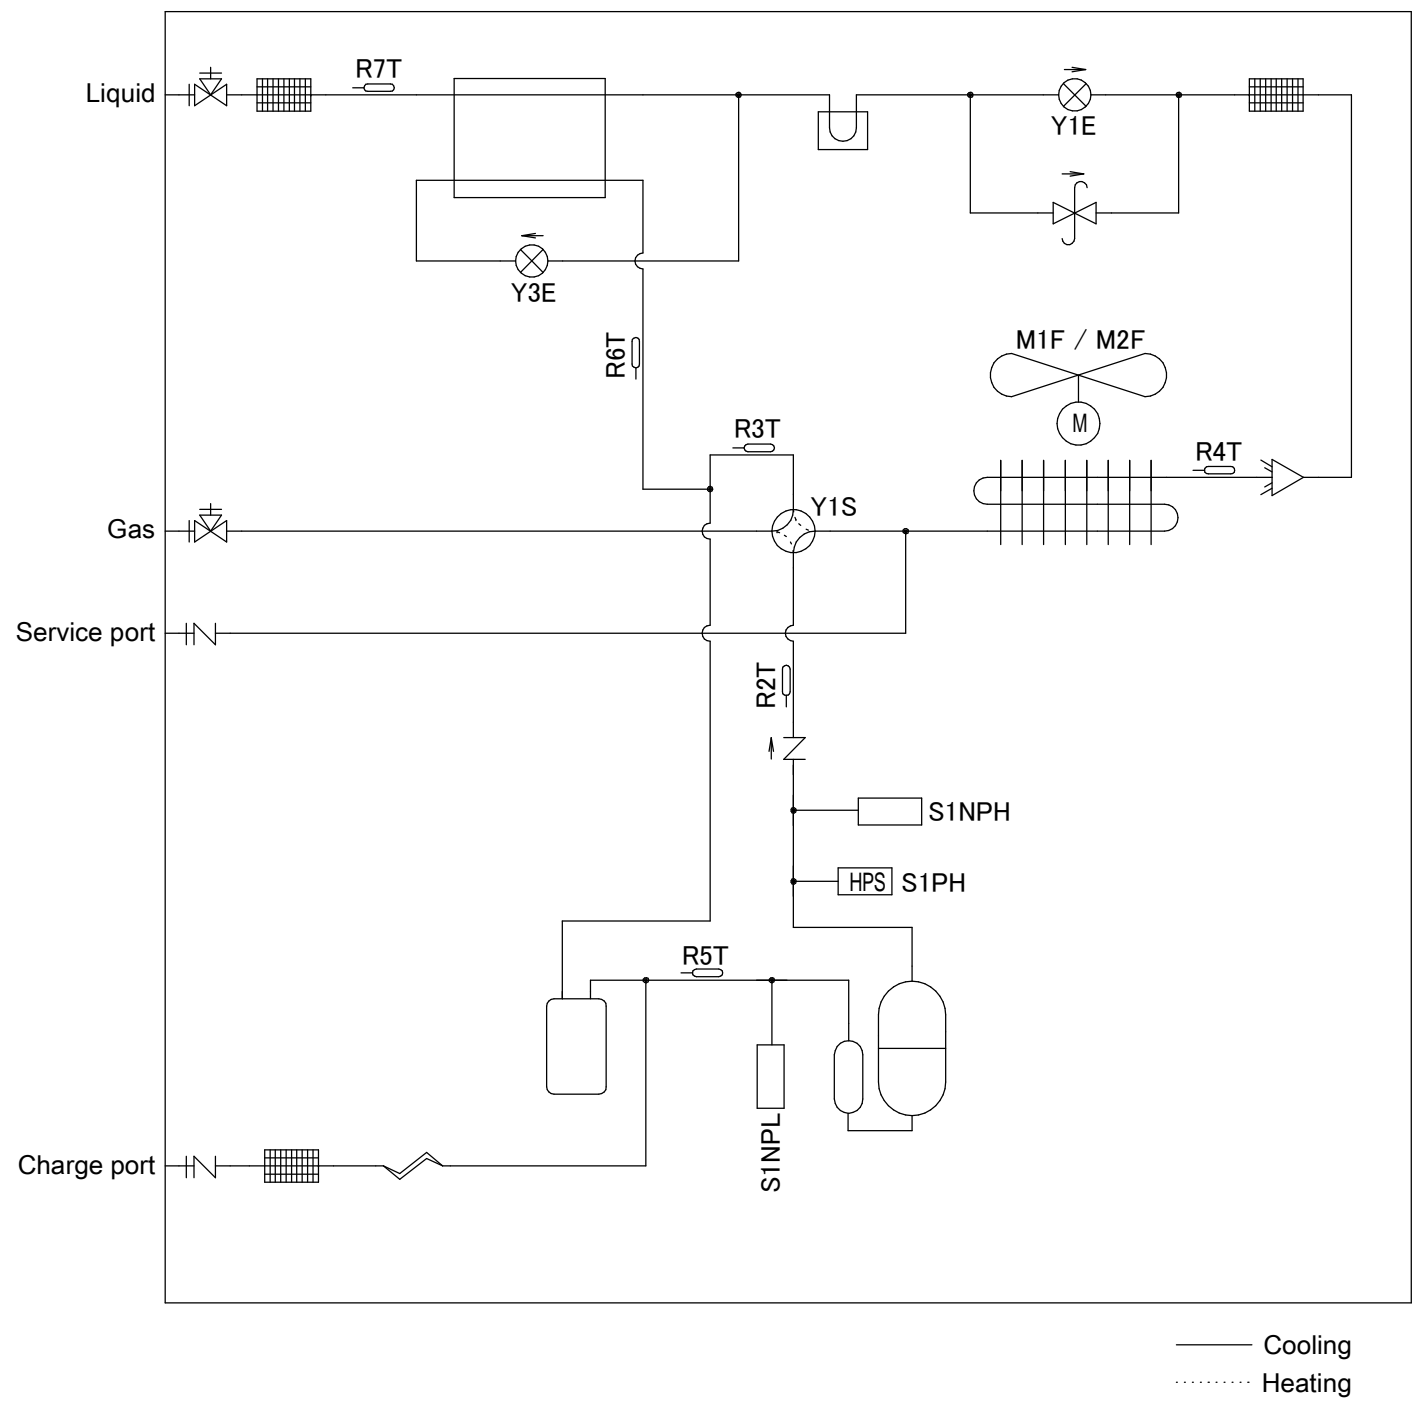 R7T
Liquid
Y1E
Y3E
M1F / M2F
R6T
M
R3T
R4T
Y1S
Gas
Service port
R2T
S1NPH
HPS S1PH
R5T
S1NPL
Charge port
Cooling
Heating